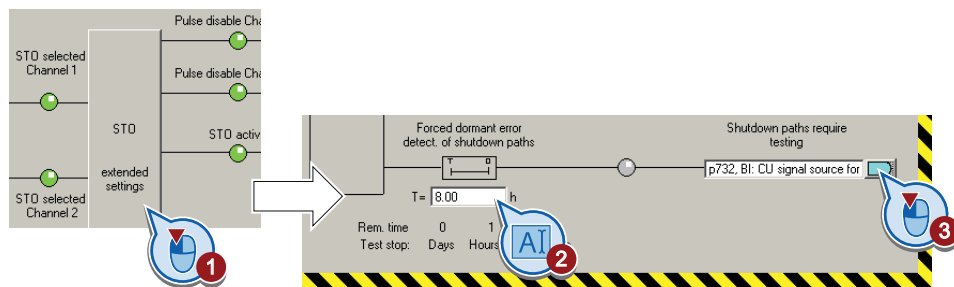 Pulse disable Cha
STO selected
Channel 1
Pulse disable Cha
STO
STO activ
extended
settings
STO selected
Channel 2
1
Forced dormant error
detect. of shutdown paths
Shutdown paths require
testing
T 0
p732, BI: CU signal source for
T= 8.00 h
Rem. time 0 1
Test stop: Days Hours
AI
2
3